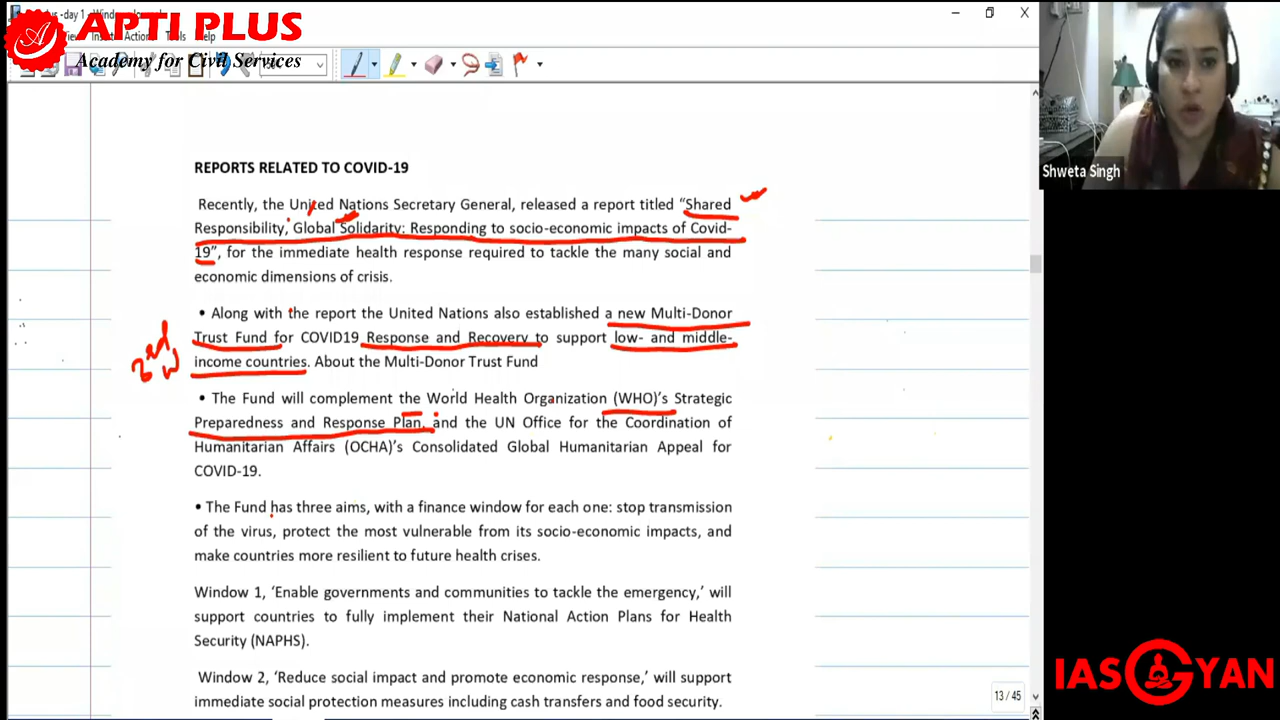 APTI PLUS
Academy for Civil Services
Shweta Singh
REPORTS RELATED TO COVID-19
Recently, the United Nations Secretary General, released a report titled “Shared
Responsibility, Global Solidarity: Responding to socio-economic impacts of Covid-
19”, for the immediate health response required to tackle the many social and
economic dimensions of crisis.
• Along with the report the United Nations also established a new Multi-Donor
Trust Fund for COVID19 Response and Recovery to support low- and middle-
income countries. About the Multi-Donor Trust Fund
• The Fund will complement the World Health Organization (WHO)’s Strategic
Preparedness and Response Plan, and the UN Office for the Coordination of
Humanitarian Affairs (OCHA)’s Consolidated Global Humanitarian Appeal for
COVID-19.
• The Fund has three aims, with a finance window for each one: stop transmission
of the virus, protect the most vulnerable from its socio-economic impacts, and
make countries more resilient to future health crises.
Window 1, ‘Enable governments and communities to tackle the emergency,’ will
support countries to fully implement their National Action Plans for Health
Security (NAPHS).
Window 2, ‘Reduce social impact and promote economic response,’ will support
immediate social protection measures including cash transfers and food security.
13 / 45
IASGYAN